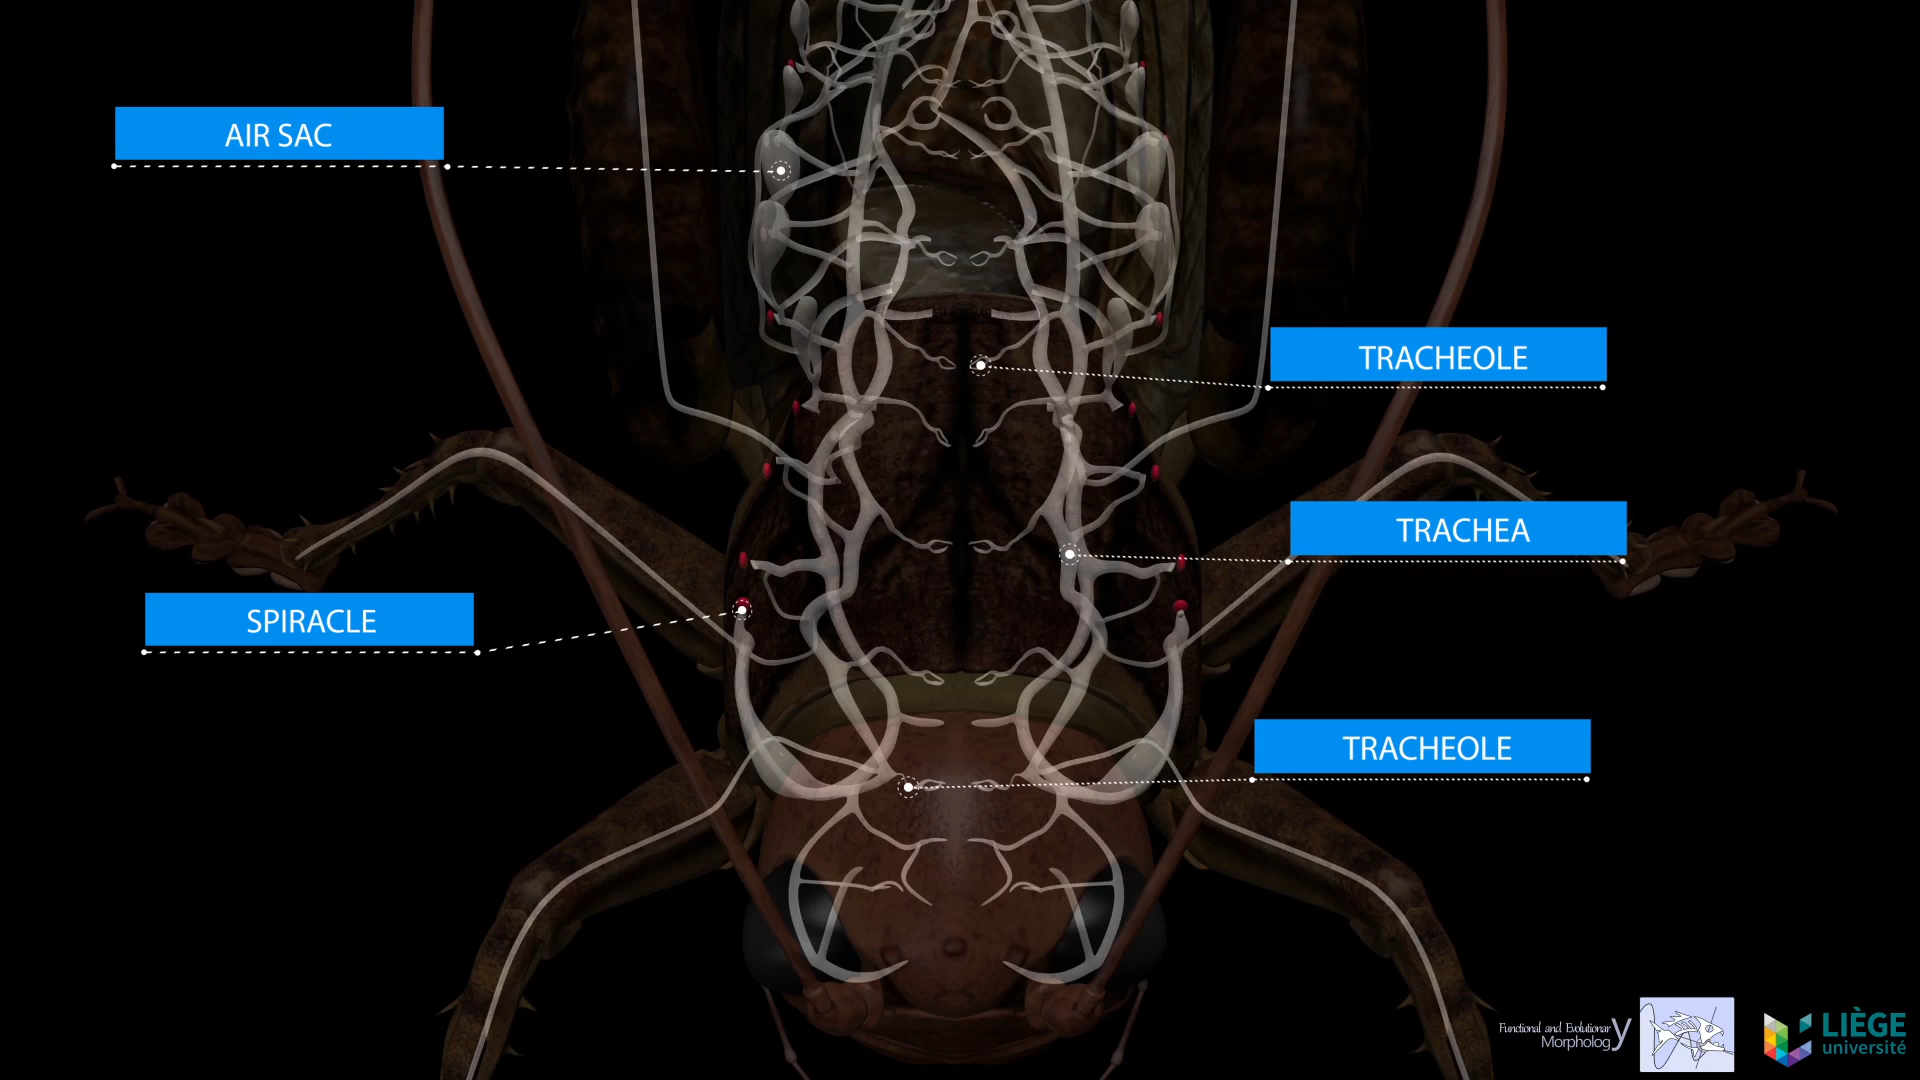 AIR SAC
TRACHEOLE
TRACHEA
SPIRACLE
TRACHEOLE
Functional and Evolutionary
Morphology
LIÈGE
université